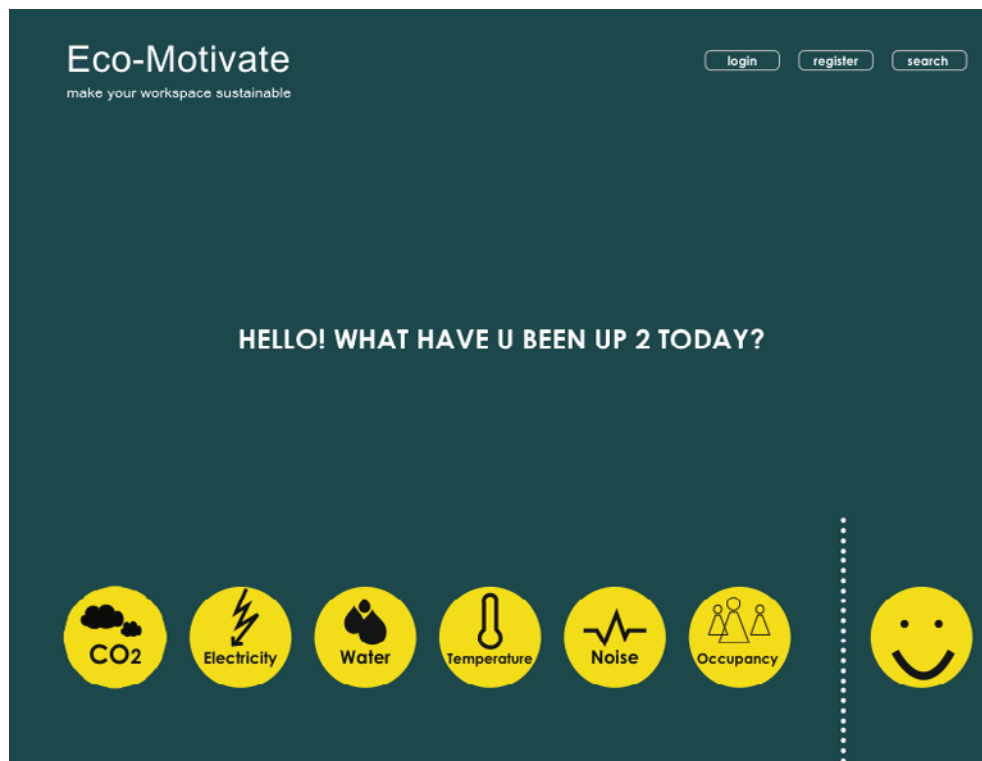 Eco-Motivate
make your workspace sustainable
login register search
HELLO! WHAT HAVE U BEEN UP 2 TODAY?
CO2 Electricity Water Temperature Noise Occupancy